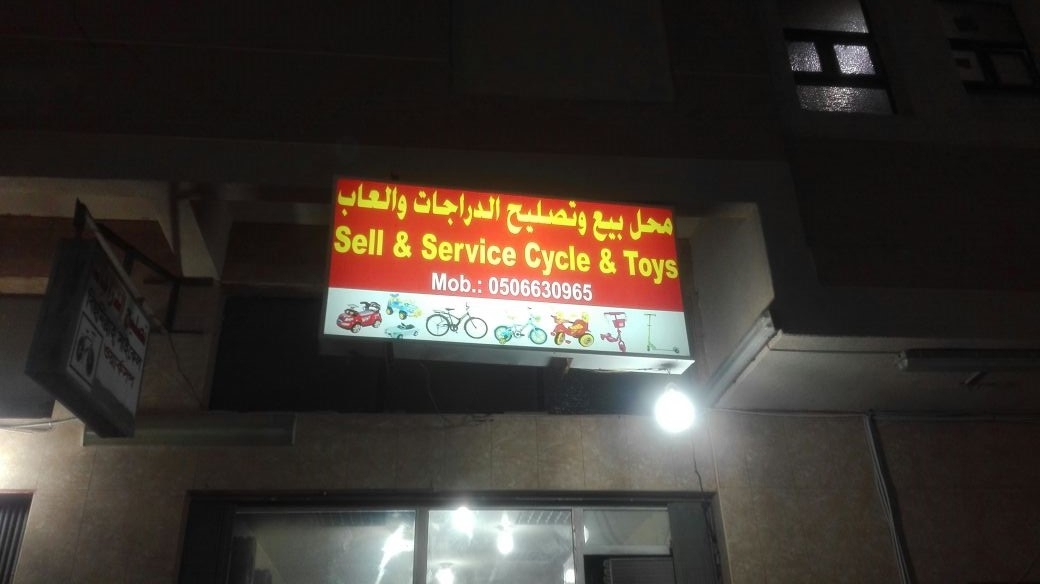 محل بيع وتصليح الدراجات والعاب
Sell & Service Cycle & Toys
Mob.: 0506630965